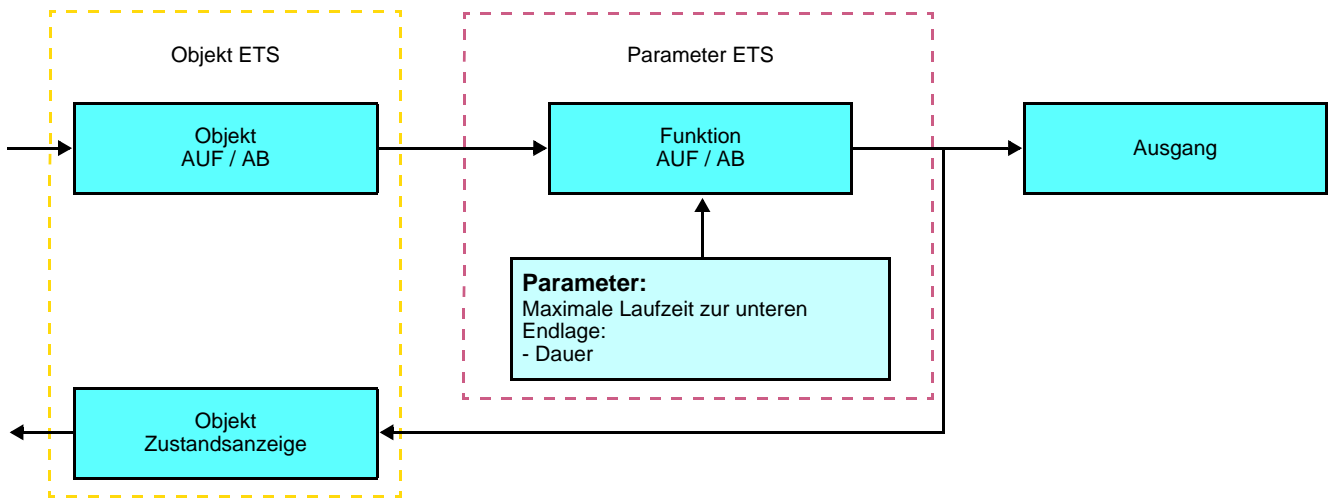 Objekt ETS
Parameter ETS
Objekt
AUF / AB
Funktion
AUF / AB
Ausgang
Parameter:
Maximale Laufzeit zur unteren
Endlage:
- Dauer
Objekt
Zustandsanzeige